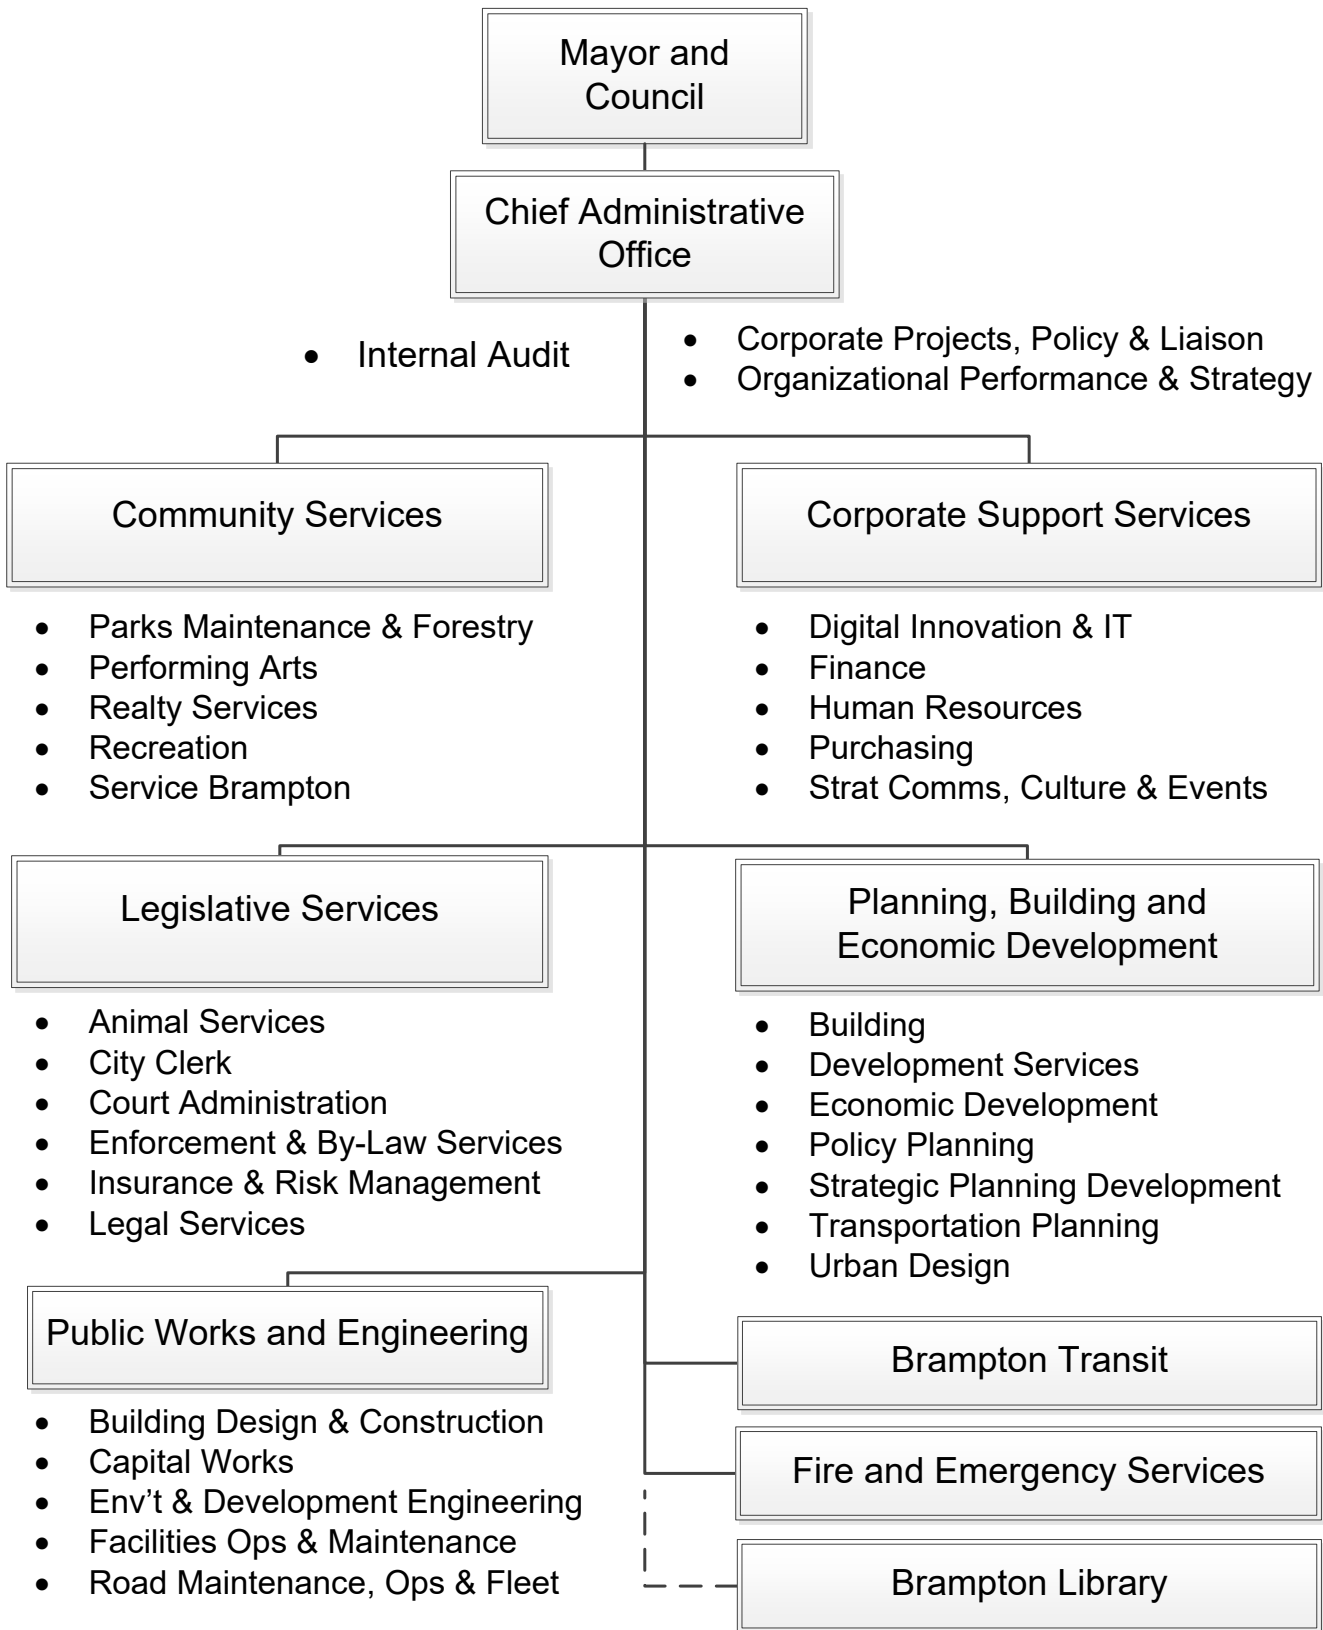 Mayor and
Council
Chief Administrative
Office
• Internal Audit
• Corporate Projects, Policy & Liaison
• Organizational Performance & Strategy
Community Services
• Parks Maintenance & Forestry
• Performing Arts
• Realty Services
• Recreation
• Service Brampton
Corporate Support Services
• Digital Innovation & IT
• Finance
• Human Resources
• Purchasing
• Strat Comms, Culture & Events
Legislative Services
• Animal Services
• City Clerk
• Court Administration
• Enforcement & By-Law Services
• Insurance & Risk Management
• Legal Services
Planning, Building and
Economic Development
• Building
• Development Services
• Economic Development
• Policy Planning
• Strategic Planning Development
• Transportation Planning
• Urban Design
Public Works and Engineering
• Building Design & Construction
• Capital Works
• Env’t & Development Engineering
• Facilities Ops & Maintenance
• Road Maintenance, Ops & Fleet
Brampton Transit
Fire and Emergency Services
Brampton Library